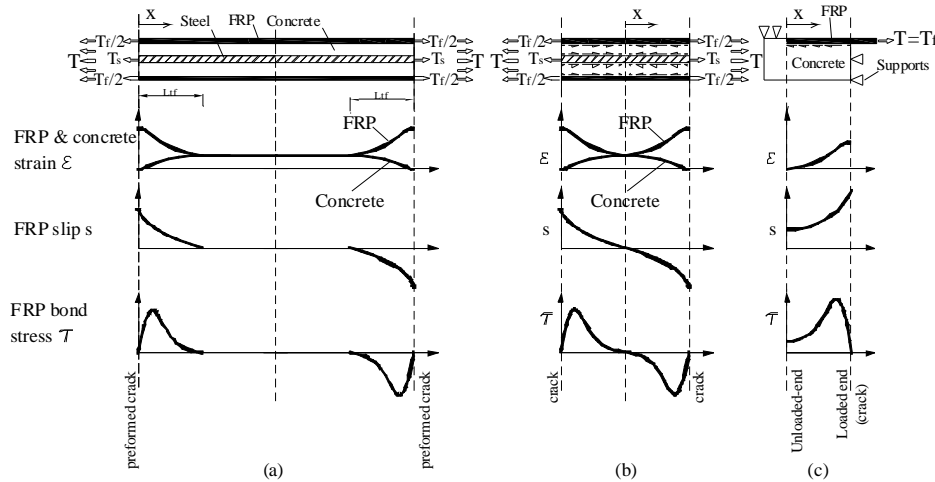 X
Steel FRP Concrete
Tf/2
Tf/2
T
Ts
Ts
T
Tf/2
Tf/2
Ltf
Ltf
X
Tf/2
Tf/2
T
Ts
Ts
T
Tf/2
Tf/2
X
FRP
T=Tf
Concrete
Supports
FRP & concrete
strain ε
FRP
Concrete
ε
FRP
Concrete
ε
FRP slip s
s
s
FRP bond
stress τ
τ
τ
preformed crack
preformed crack
crack
crack
Unloaded-end
Loaded end
(crack)
(a)
(b)
(c)